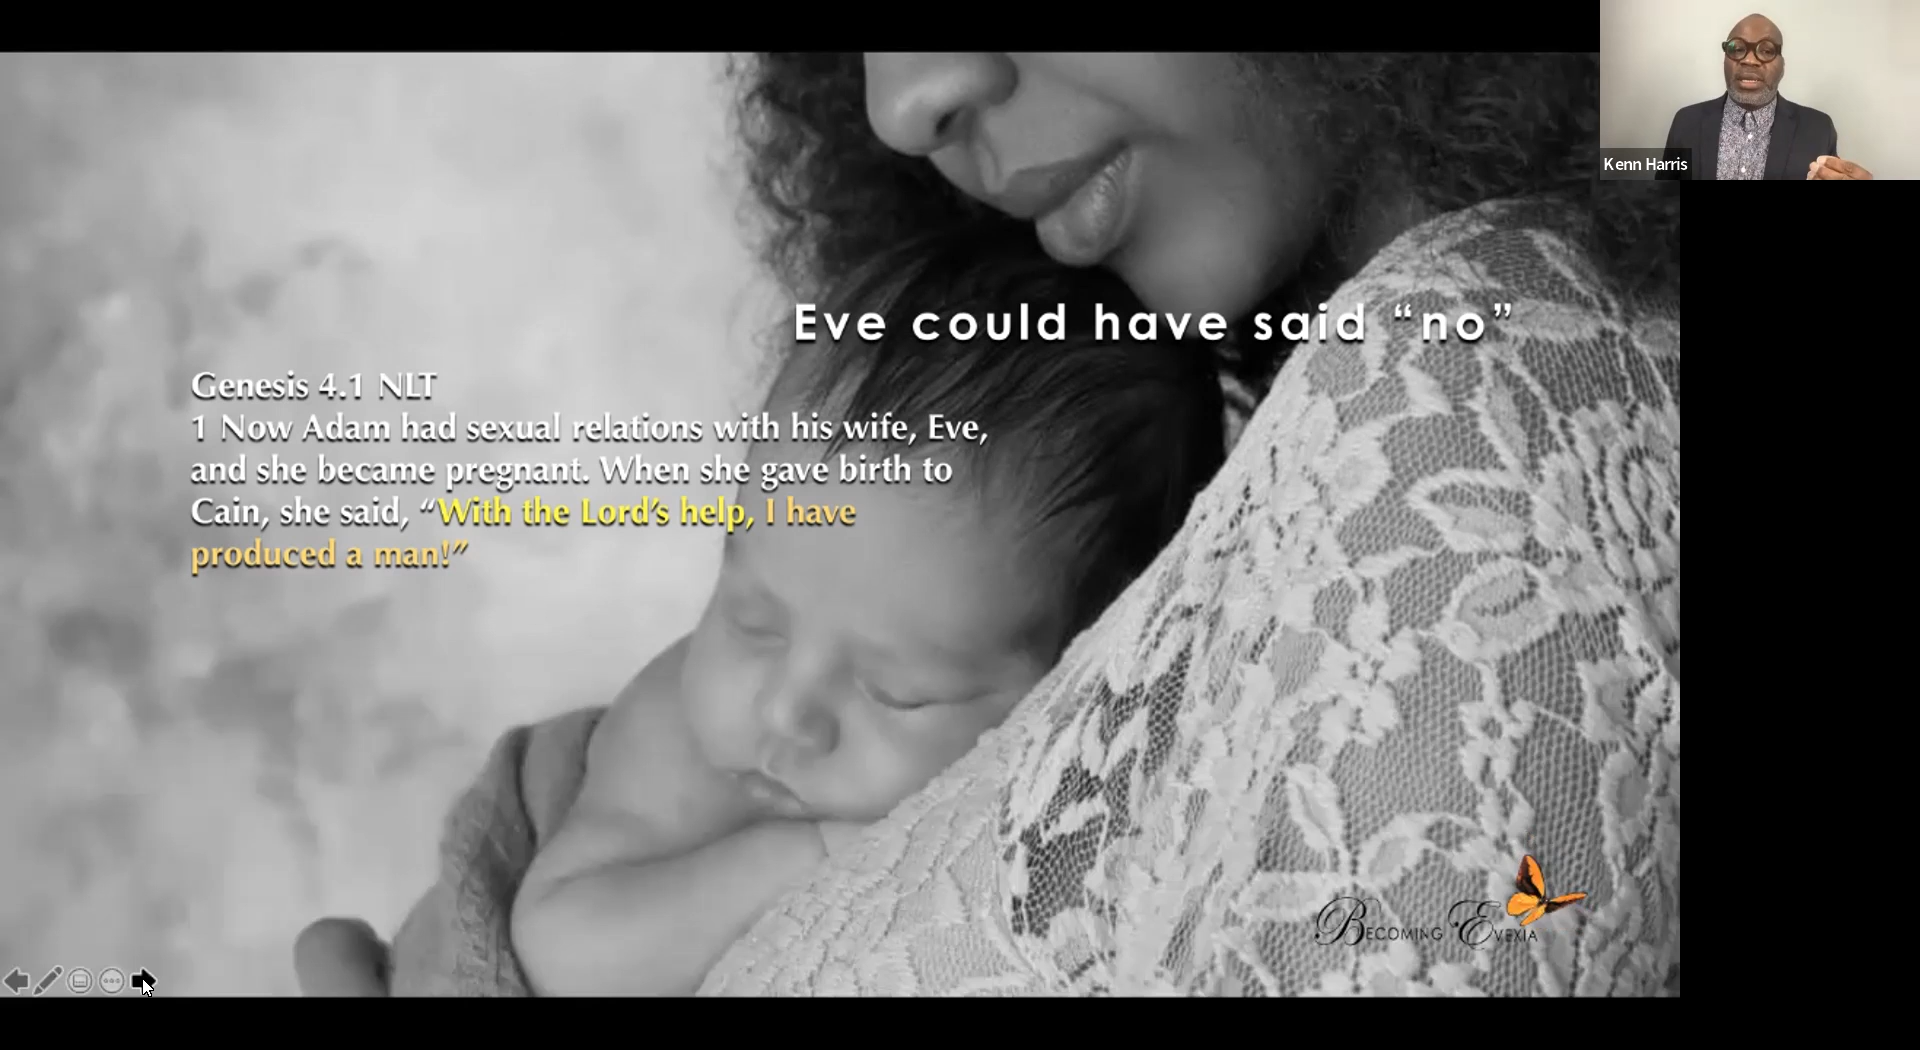 Kenn Harris
Eve could have said “no”
Genesis 4.1 NLT
1 Now Adam had sexual relations with his wife, Eve,
and she became pregnant. When she gave birth to
Cain, she said, “With the Lord’s help, I have
produced a man!”
Becoming Evexia